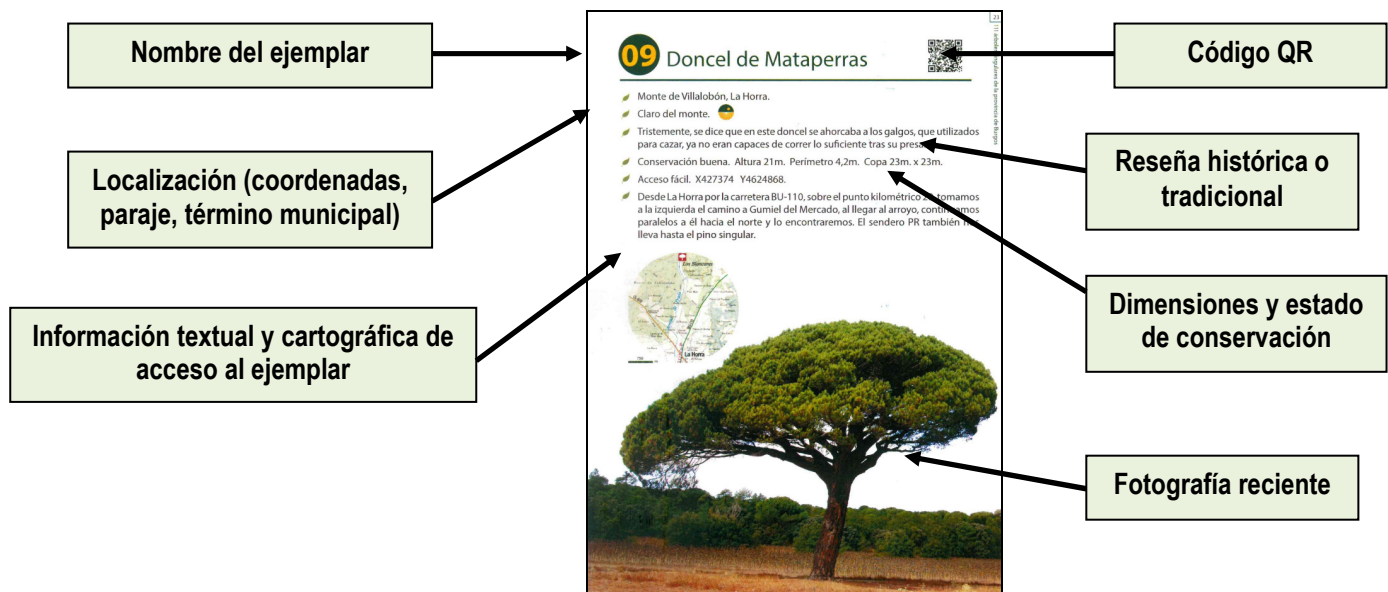 Nombre del ejemplar
Localización (coordenadas,
paraje, término municipal)
Información textual y cartográfica de
acceso al ejemplar
23
09 Doncel de Mataperras
Monte de Villalobón, La Horra.
Claro del monte.
Tristemente, se dice que en este doncel se ahorcaba a los galgos, que utilizados
para cazar, ya no eran capaces de correr lo suficiente tras su presa.
Conservación buena. Altura 21m. Perímetro 4,2m. Copa 23m. x 23m.
Acceso fácil. X427374 Y4624868.
Desde La Horra por la carretera BU-110, sobre el punto kilométrico tomamos
a la izquierda el camino a Gumiel del Mercado, al llegar al arroyo, continuamos
paralelos a él hacia el norte y lo encontraremos. El sendero PR también nos
lleva hasta el pino singular.
La Horra
Código QR
Reseña histórica o
tradicional
Dimensiones y estado
de conservación
Fotografía reciente